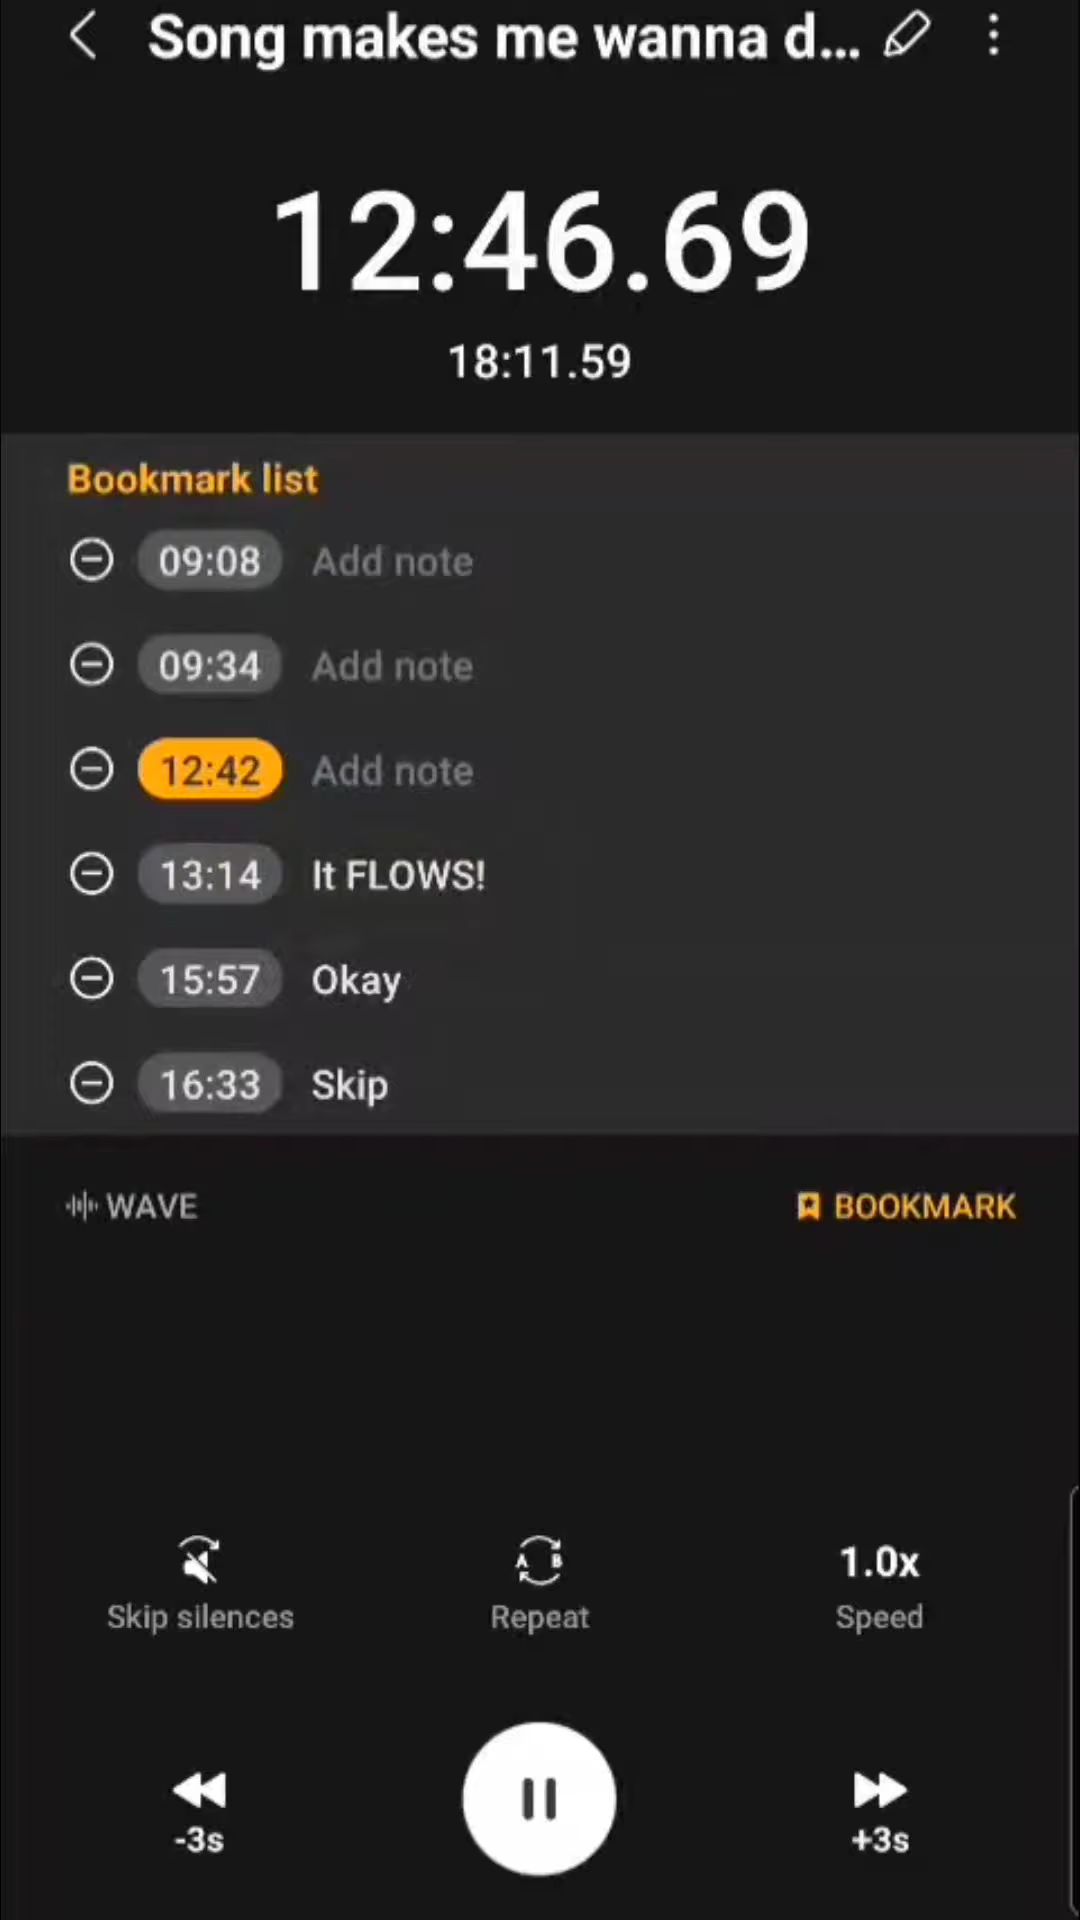 Song makes me wanna d...
12:46.69
18:11.59
Bookmark list
09:08 Add note
09:34 Add note
12:42 Add note
13:14 It FLOWS!
15:57 Okay
16:33 Skip
WAVE BOOKMARK
A B 1.0x
Skip silences Repeat Speed
-3s +3s